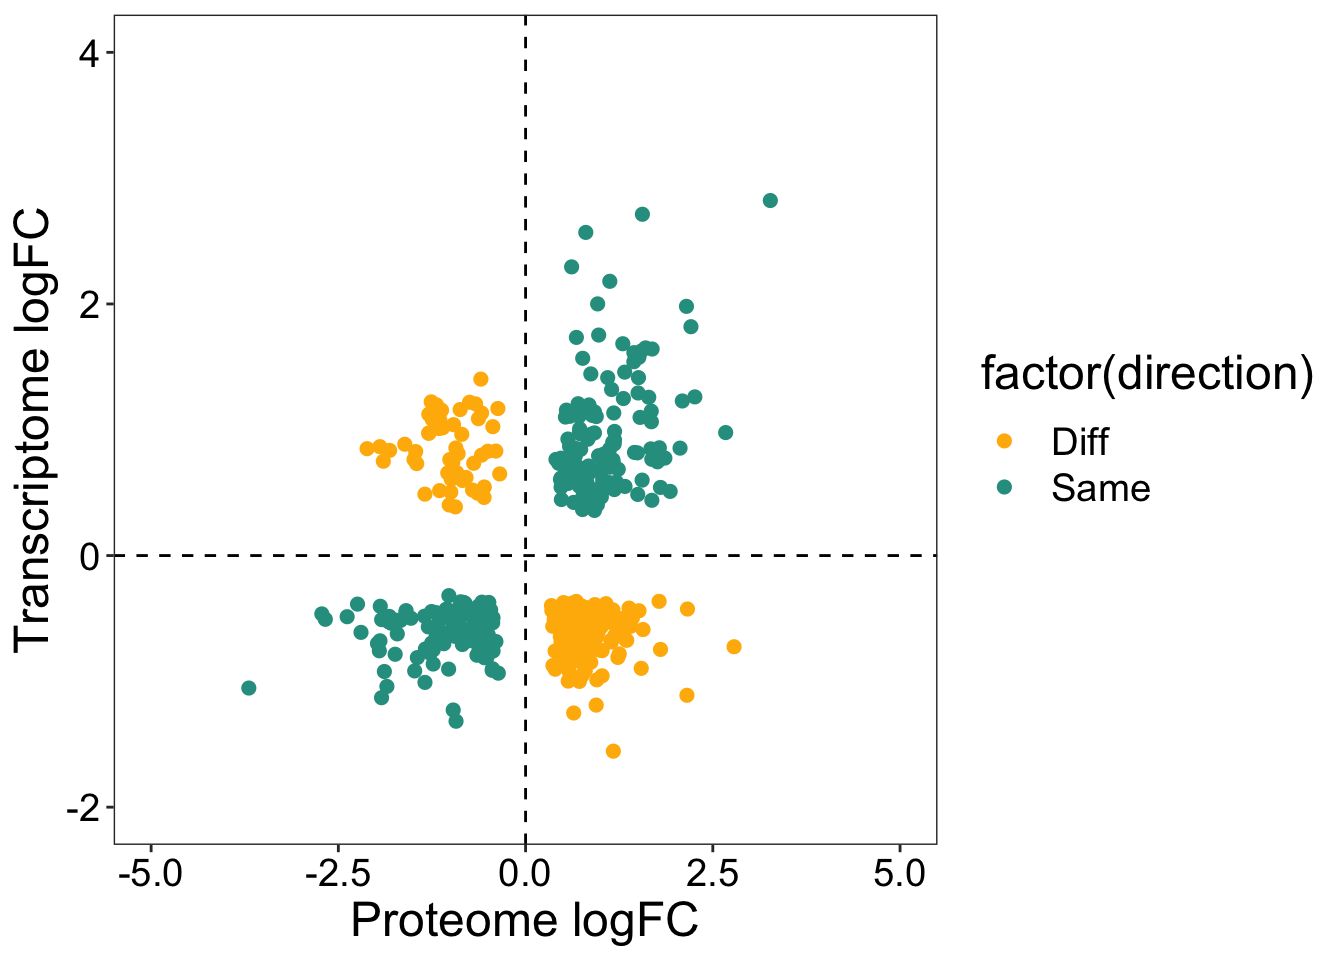 4
2
0
-2
Transcriptome logFC
-5.0 -2.5 0.0 2.5 5.0
Proteome logFC
factor(direction)
Diff
Same